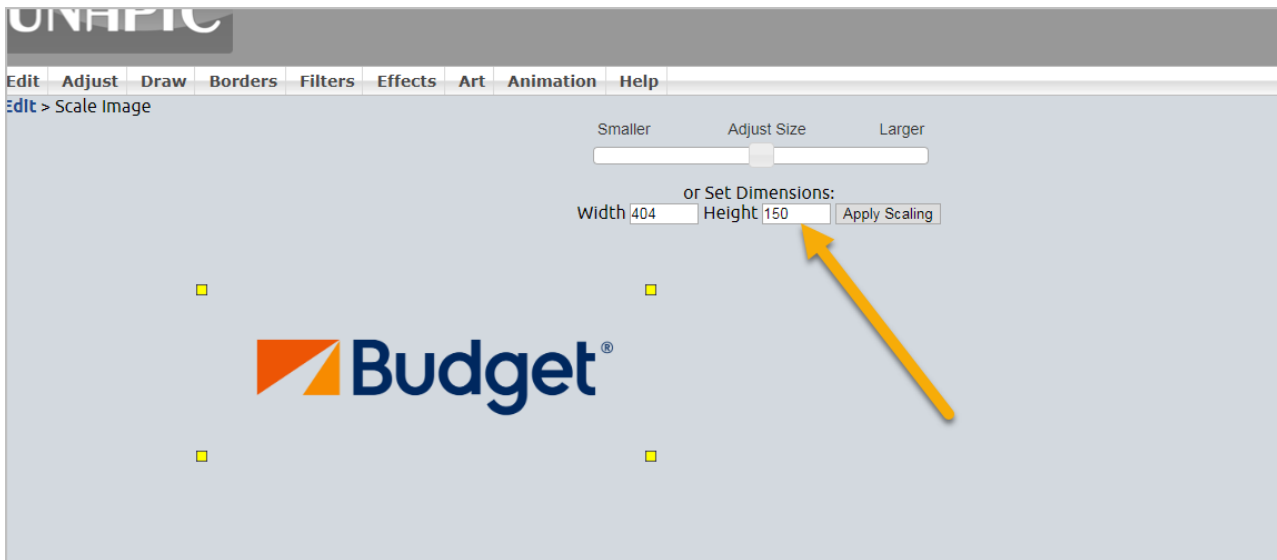 LUNAPIC
Edit Adjust Draw Borders Filters Effects Art Animation Help
Edit > Scale Image
Smaller Adjust Size Larger
or Set Dimensions:
Width 404 Height 150 Apply Scaling
Budget®